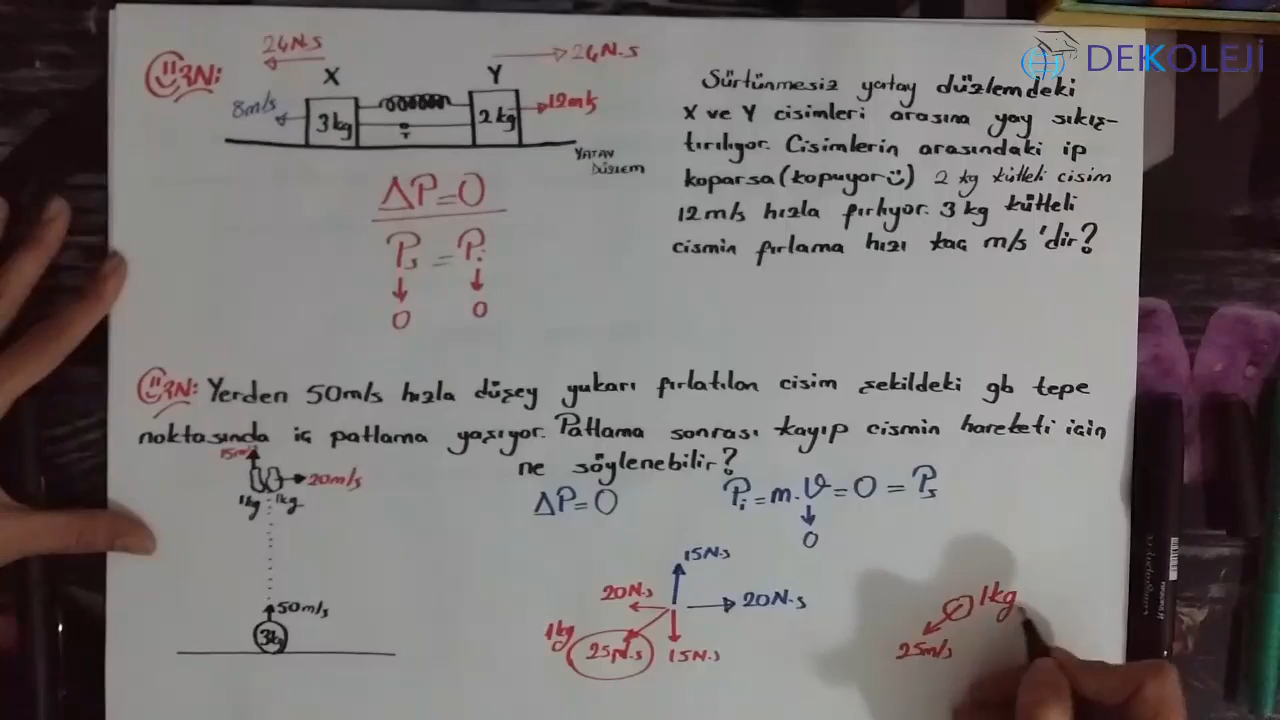 DEKKOLEJİ
24N.S
24N.S
ÜRN:
X
Y
8m/s
3kg
2kg
12m/s
T
YATAY
DÜZLEM
ΔP=0
Ps = Pi
0
0
Sürtünmesiz yatay düzlemdeki
X ve Y cisimleri arasına yay sıkış-
tırılıyor. Cisimlerin arasındaki ip
koparsa (kopuyor) 2 kg kütleli cisim
12 m/s hızla fırlıyor. 3 kg kütleli
cismin fırlama hızı kaç m/s 'dir?
ÜRN: Yerden 50m/s hızla düşey yukarı fırlatılan cisim şekildeki gb tepe
noktasında iç patlama yaşıyor. Patlama sonrası kayıp cismin hareketi için
ne söylenebilir?
15m/s
20m/s
1kg 1kg
50m/s
3kg
ΔP=0
Pi = m.V = 0 = Ps
0
15N.s
20N.s
20N.s
1kg
25N.s
15N.s
1kg
25m/s